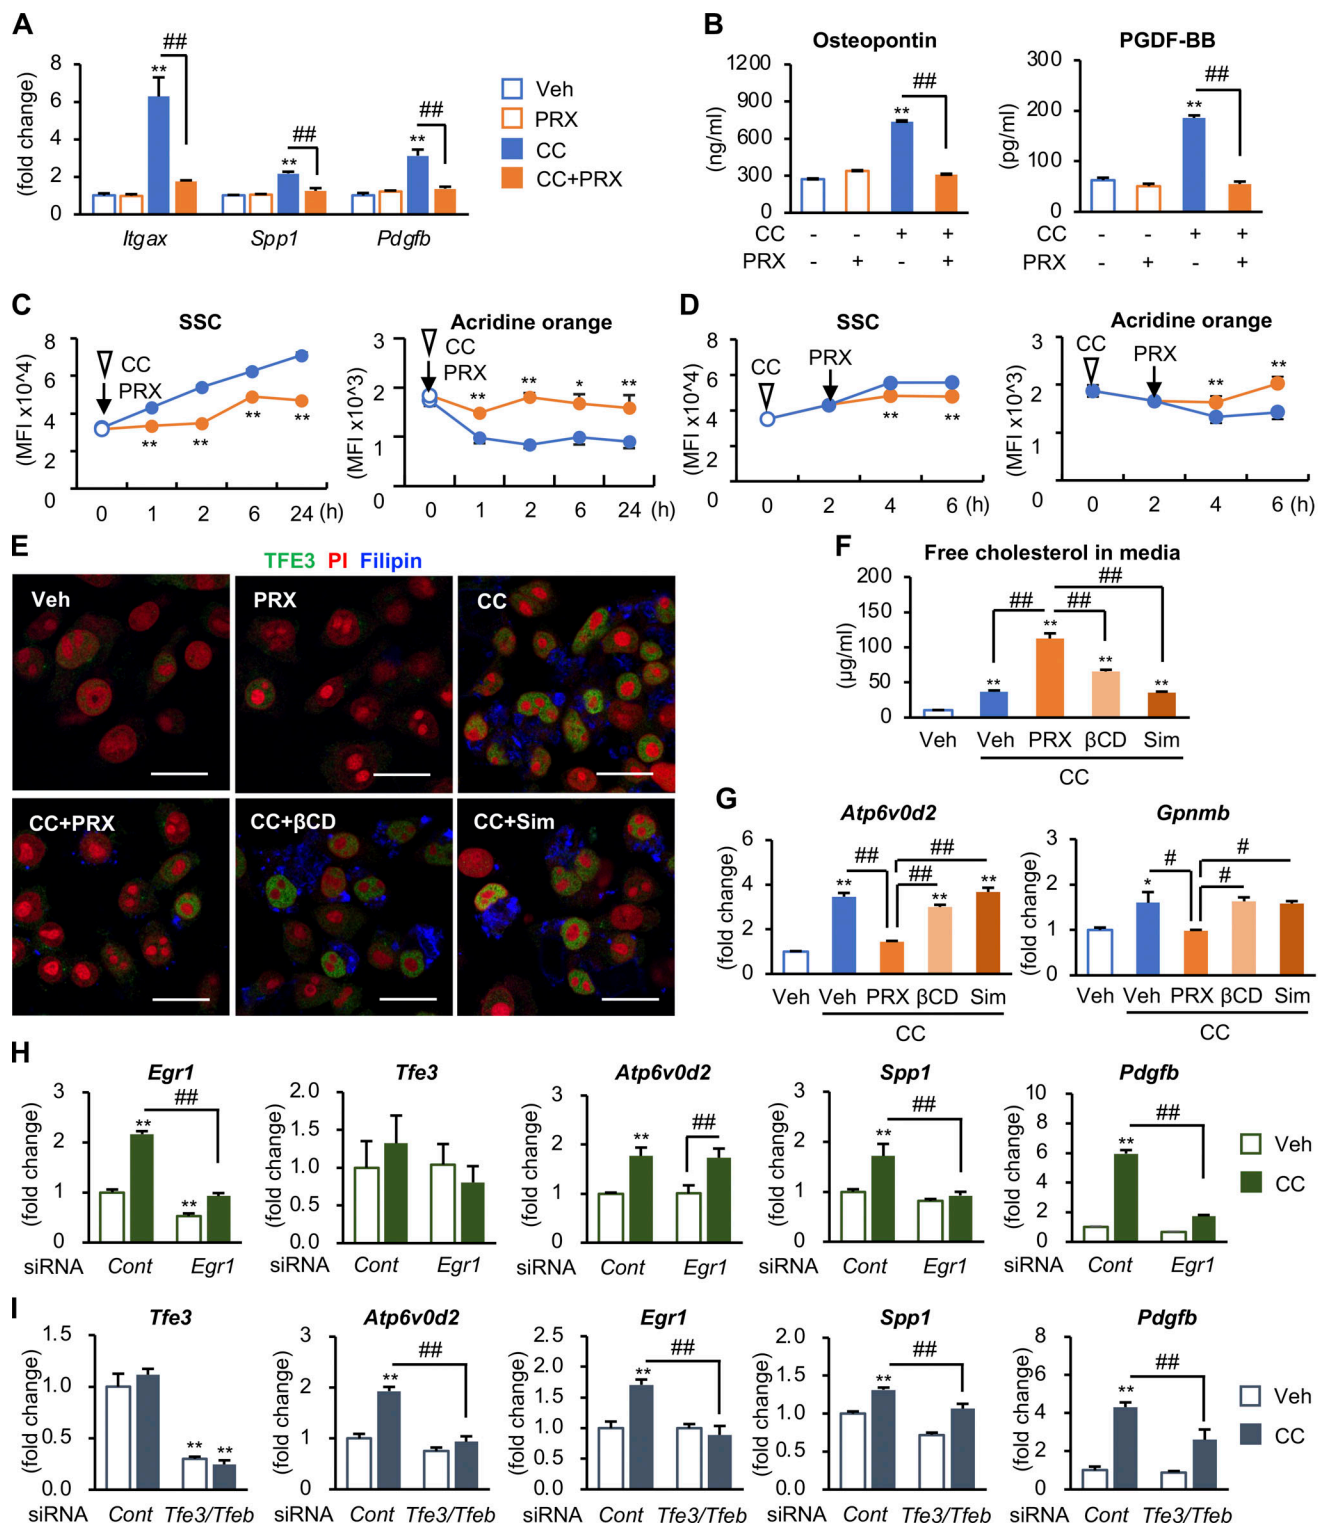 A
(fold change)
8
6
4
2
0
**
##
**
##
**
##
Itgax
Spp1
Pdgfb
Veh
PRX
CC
CC+PRX
B
Osteopontin
(ng/ml)
1200
900
600
300
0
**
##
CC - - + +
PRX - + - +
PGDF-BB
(pg/ml)
300
200
100
0
**
##
- - + +
- + - +
C
SSC
(MFI x10^4)
8
6
4
2
0
CC
PRX
** ** ** **
0 1 2 6 24 (h)
Acridine orange
(MFI x10^3)
3
2
1
0
CC
PRX
** ** * **
0 1 2 6 24 (h)
D
SSC
(MFI x10^4)
8
6
4
2
0
CC
PRX
** **
0 2 4 6 (h)
Acridine orange
(MFI x10^3)
3
2
1
0
CC
PRX
** **
0 2 4 6 (h)
E
TFE3 PI Filipin
Veh
PRX
CC
CC+PRX
CC+βCD
CC+Sim
F
Free cholesterol in media
(µg/ml)
200
150
100
50
0
##
## ##
** ** ** **
Veh Veh PRX βCD Sim
CC
G
Atp6v0d2
(fold change)
6
4
2
0
##
## ##
** ** **
Veh Veh PRX βCD Sim
CC
Gpnmb
(fold change)
3
2
1
0
#
# #
*
Veh Veh PRX βCD Sim
CC
H
Egr1
(fold change)
3
2
1
0
**
##
**
siRNA Cont Egr1
Tfe3
(fold change)
2.0
1.5
1.0
0.5
0.0
siRNA Cont Egr1
Atp6v0d2
(fold change)
3
2
1
0
**
##
siRNA Cont Egr1
Spp1
(fold change)
3
2
1
0
**
##
siRNA Cont Egr1
Pdgfb
(fold change)
10
8
6
4
2
0
**
##
siRNA Cont Egr1
Veh
CC
I
Tfe3
(fold change)
1.5
1.0
0.5
0.0
** **
siRNA Cont Tfe3/Tfeb
Atp6v0d2
(fold change)
3
2
1
0
**
##
siRNA Cont Tfe3/Tfeb
Egr1
(fold change)
2.5
2.0
1.5
1.0
0.5
0.0
**
##
siRNA Cont Tfe3/Tfeb
Spp1
(fold change)
2.0
1.5
1.0
0.5
0.0
**
##
siRNA Cont Tfe3/Tfeb
Pdgfb
(fold change)
8
6
4
2
0
**
##
siRNA Cont Tfe3/Tfeb
Veh
CC